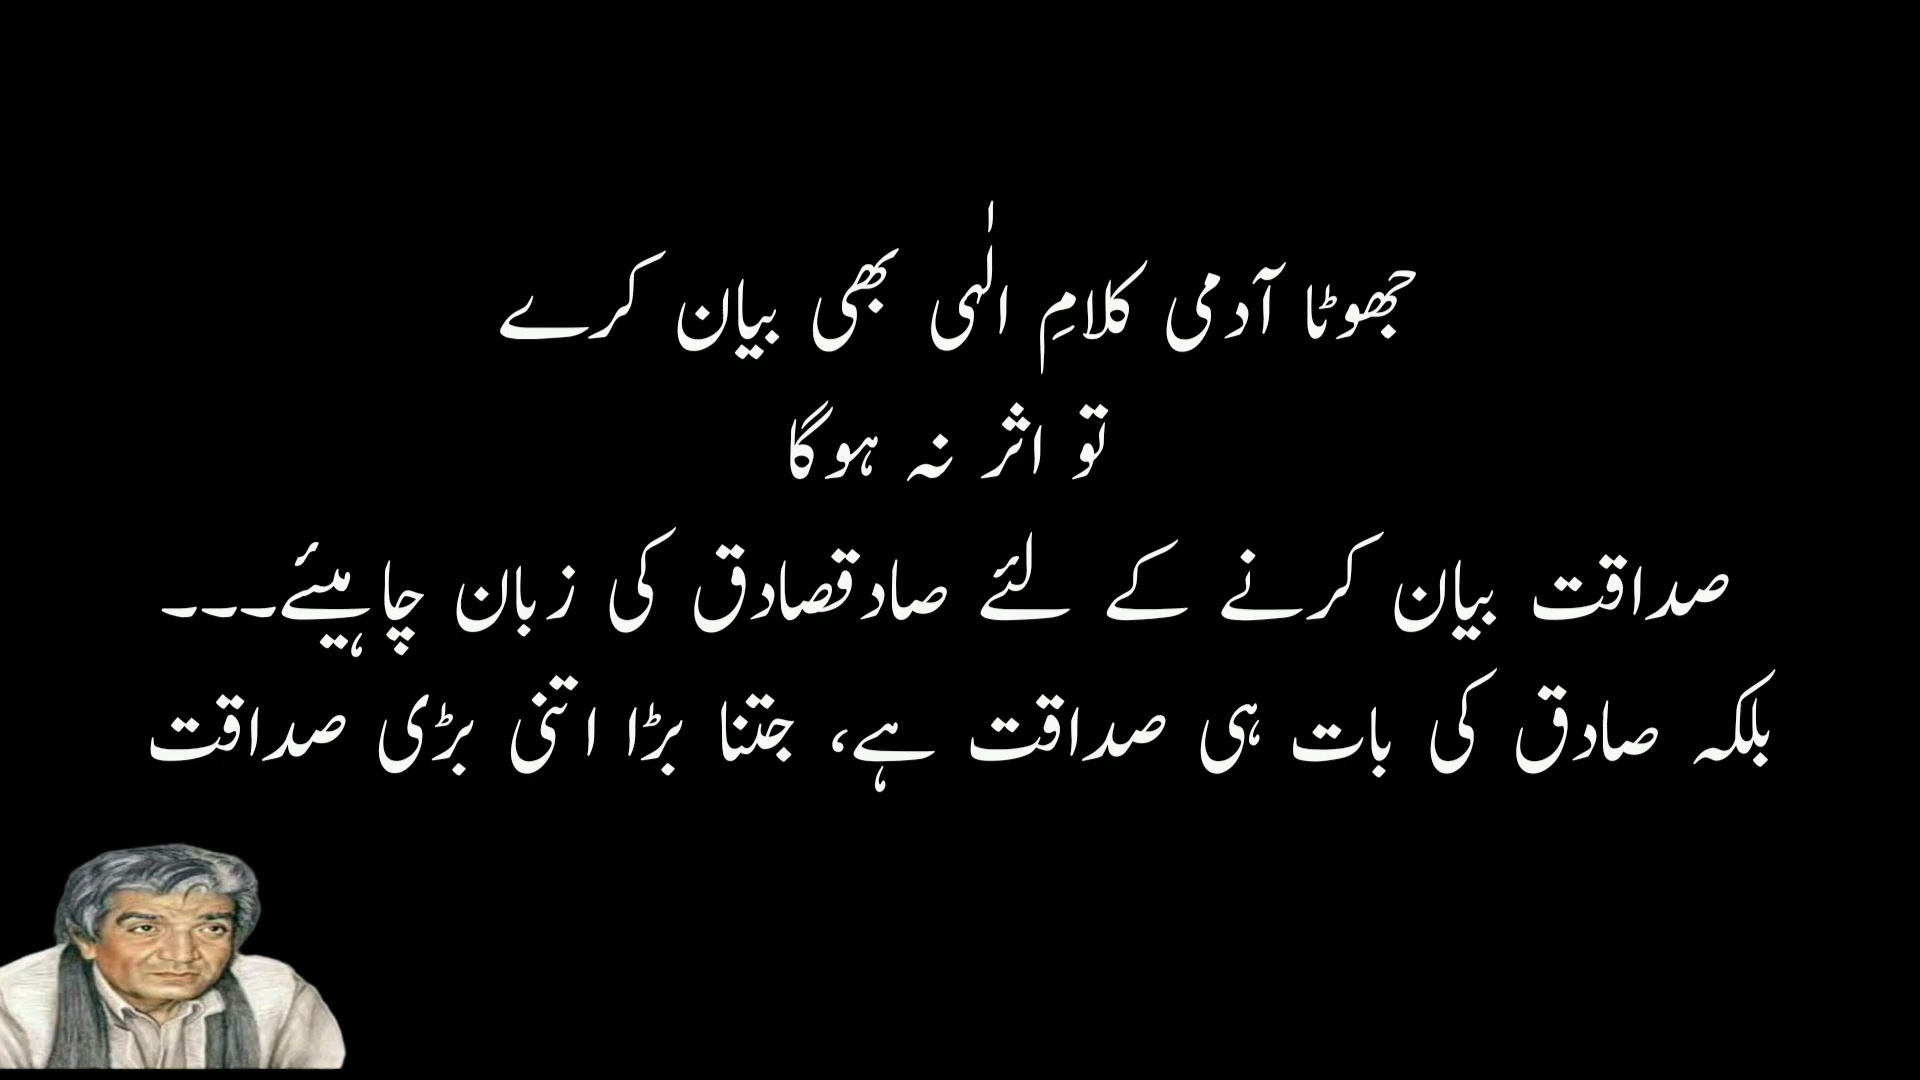 جھوٹا آدمی کلامِ الٰہی بھی بیان کرے
تو اثر نہ ہوگا
صداقت بیان کرنے کے لئے صادقصادق کی زبان چاہیئے۔۔۔
بلکہ صادق کی بات ہی صداقت ہے، جتنا بڑا اتنی بڑی صداقت